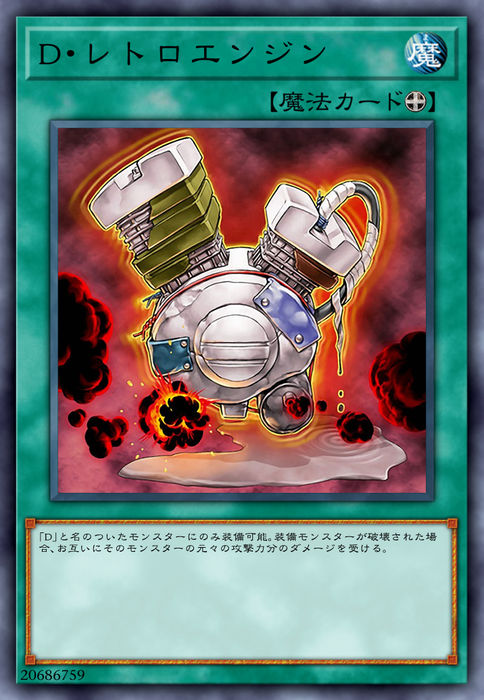 D・レトロエンジン
魔
【魔法カード】
「D」と名のついたモンスターにのみ装備可能。装備モンスターが破壊された場
合、お互いにそのモンスターの元々の攻撃力分のダメージを受ける。
20686759